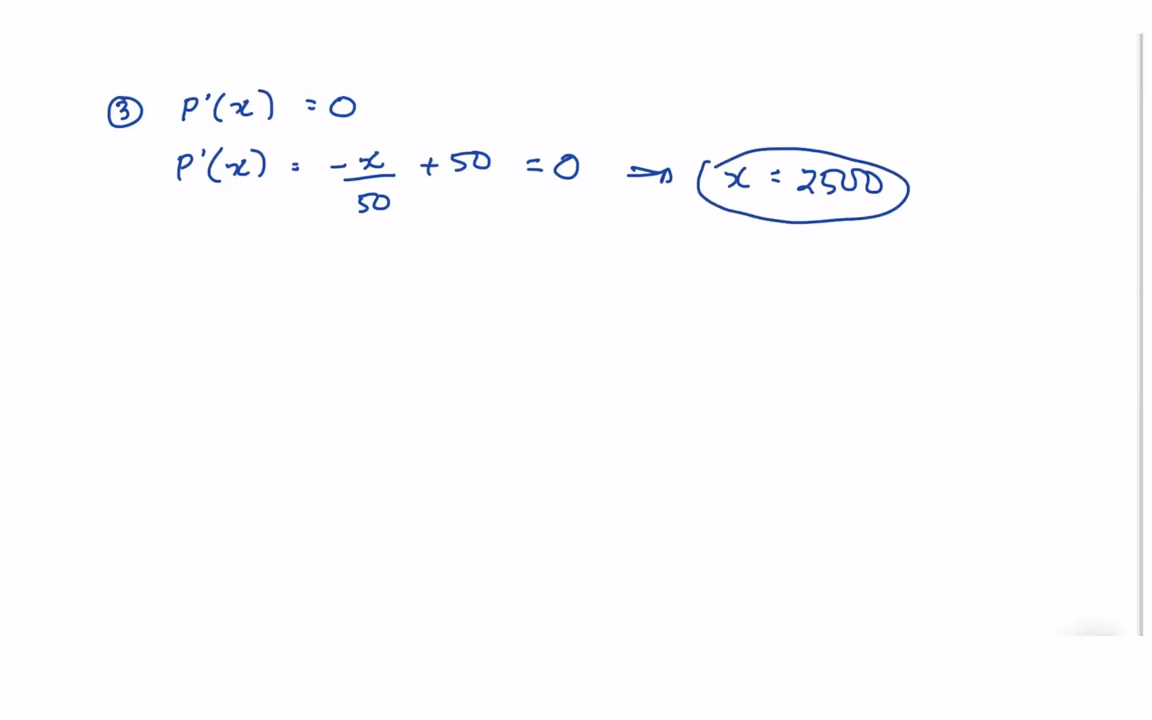 ③ P'(x) = 0
P'(x) = -x/50 + 50 = 0 → x = 2500